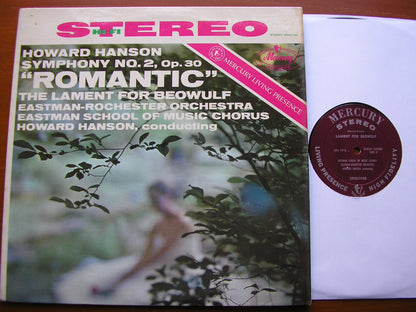 STEREO
HI-FI
HOWARD HANSON
SYMPHONY NO. 2, Op. 30
"ROMANTIC"
THE LAMENT FOR BEOWULF
EASTMAN-ROCHESTER ORCHESTRA
EASTMAN SCHOOL OF MUSIC CHORUS
HOWARD HANSON, conducting
MERCURY LIVING PRESENCE
Mercury
MERCURY
STEREO
LAMENT FOR BEOWULF
LIVING PRESENCE
HIGH FIDELITY